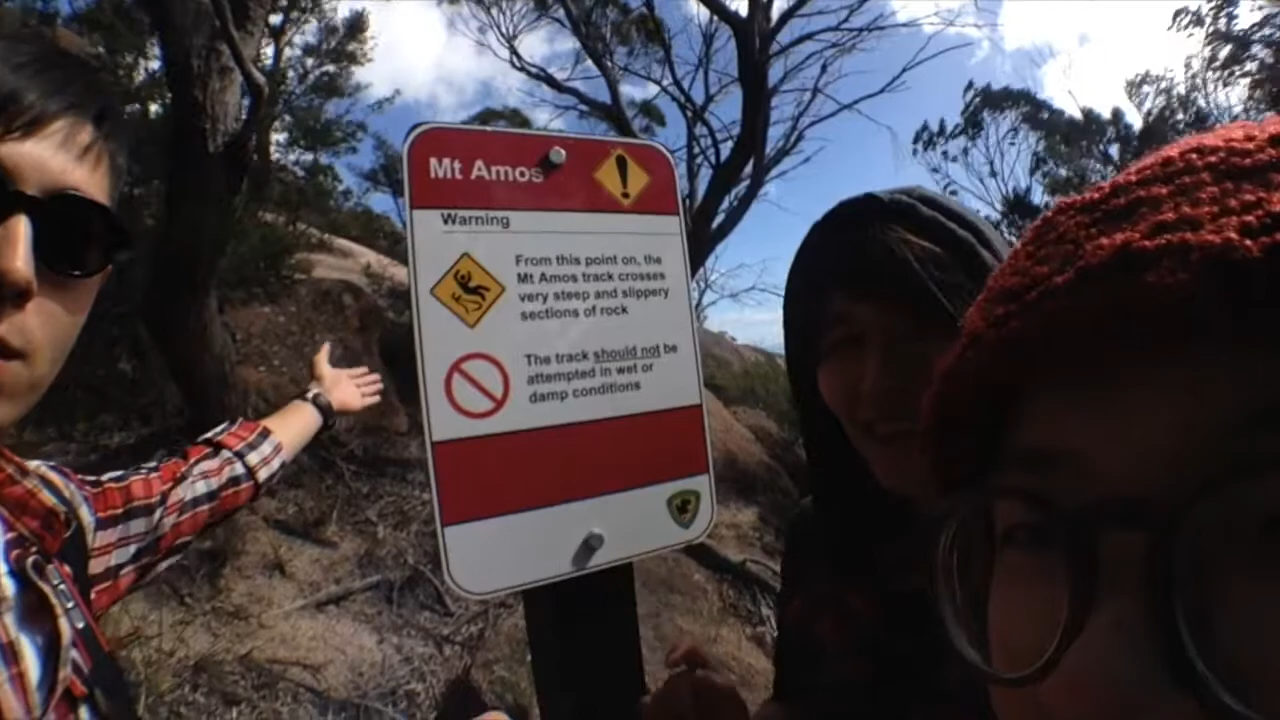 Mt Amos
Warning
From this point on, the
Mt Amos track crosses
very steep and slippery
sections of rock
The track should not be
attempted in wet or
damp conditions